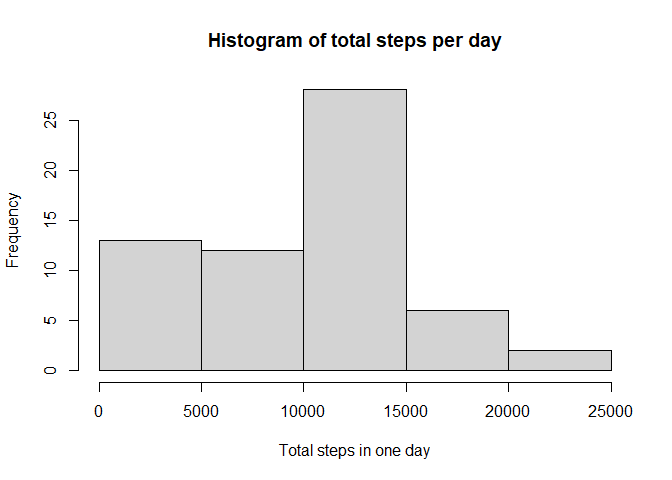 Histogram of total steps per day
Frequency
25
20
15
10
5
0
0 5000 10000 15000 20000 25000
Total steps in one day